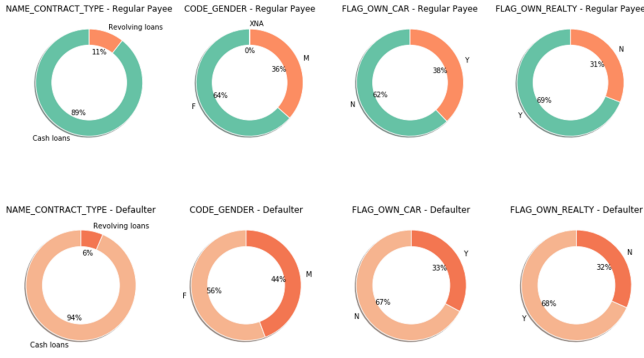 NAME_CONTRACT_TYPE - Regular Payee
Revolving loans
11%
89%
Cash loans
CODE_GENDER - Regular Payee
XNA
0%
M
36%
64%
F
FLAG_OWN_CAR - Regular Payee
Y
38%
62%
N
FLAG_OWN_REALTY - Regular Payee
N
31%
69%
Y
NAME_CONTRACT_TYPE - Defaulter
Revolving loans
6%
94%
Cash loans
CODE_GENDER - Defaulter
M
44%
56%
F
FLAG_OWN_CAR - Defaulter
Y
33%
67%
N
FLAG_OWN_REALTY - Defaulter
N
32%
68%
Y